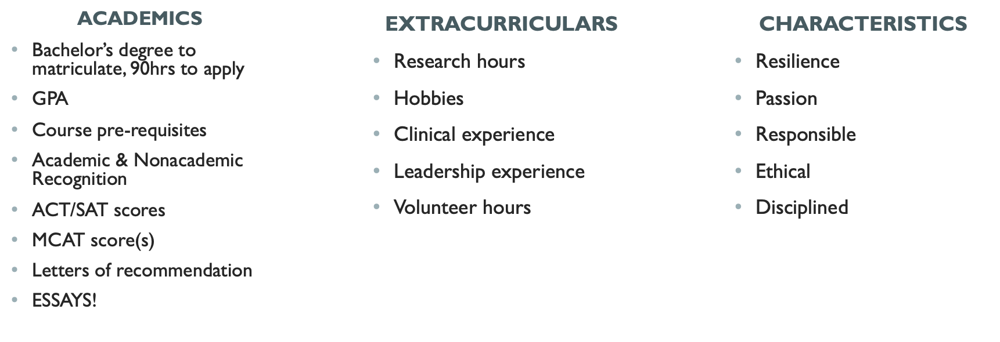 ACADEMICS
• Bachelor’s degree to
matriculate, 90hrs to apply
• GPA
• Course pre-requisites
• Academic & Nonacademic
Recognition
• ACT/SAT scores
• MCAT score(s)
• Letters of recommendation
• ESSAYS!
EXTRACURRICULARS
• Research hours
• Hobbies
• Clinical experience
• Leadership experience
• Volunteer hours
CHARACTERISTICS
• Resilience
• Passion
• Responsible
• Ethical
• Disciplined